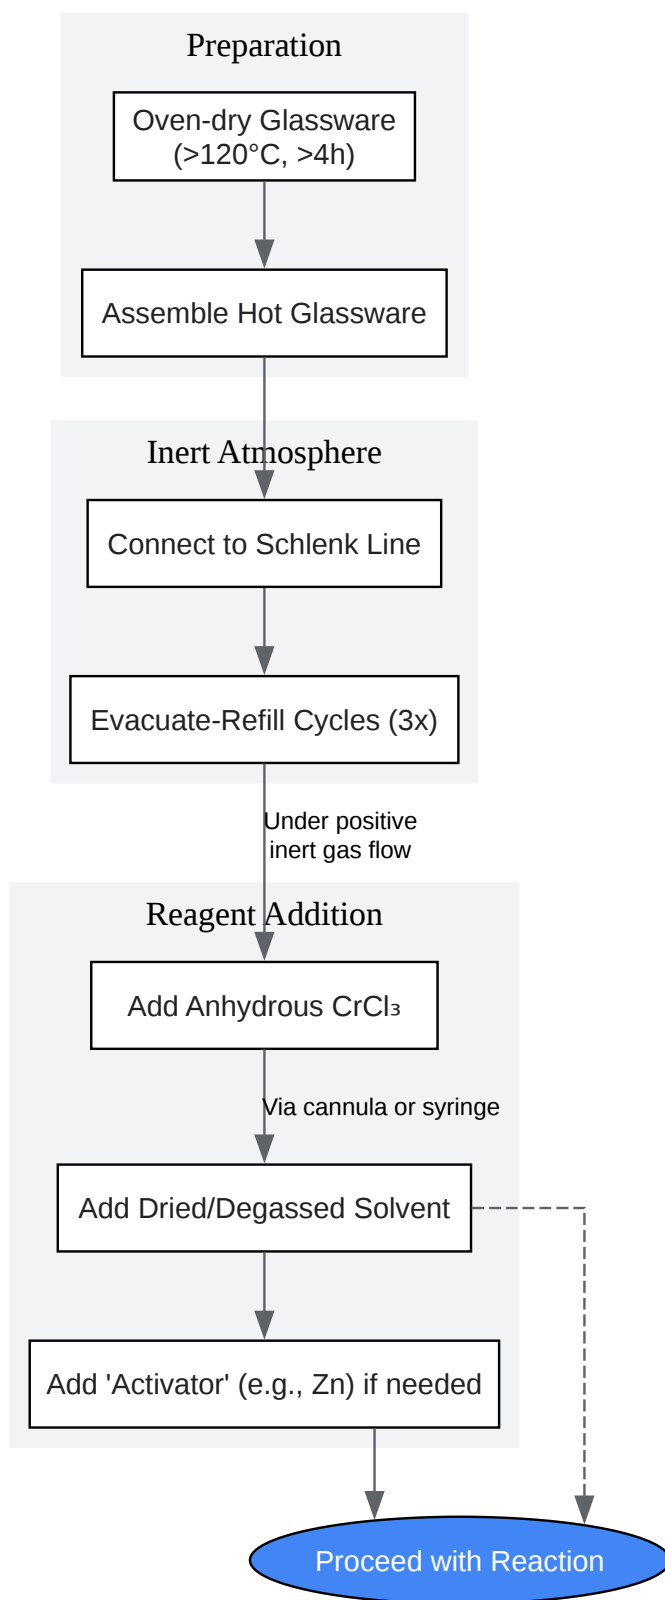 Preparation
Oven-dry Glassware
(>120°C, >4h)
Assemble Hot Glassware
Inert Atmosphere
Connect to Schlenk Line
Evacuate-Refill Cycles (3x)
Under positive
inert gas flow
Reagent Addition
Add Anhydrous CrCl₃
Via cannula or syringe
Add Dried/Degassed Solvent
Add 'Activator' (e.g., Zn) if needed
Proceed with Reaction